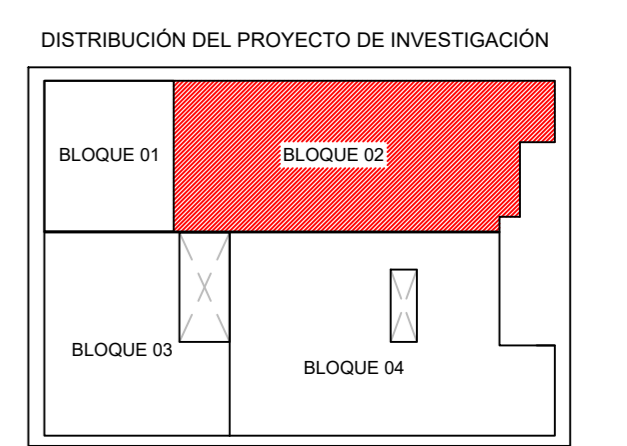 DISTRIBUCIÓN DEL PROYECTO DE INVESTIGACIÓN
BLOQUE 01
BLOQUE 02
BLOQUE 03
BLOQUE 04